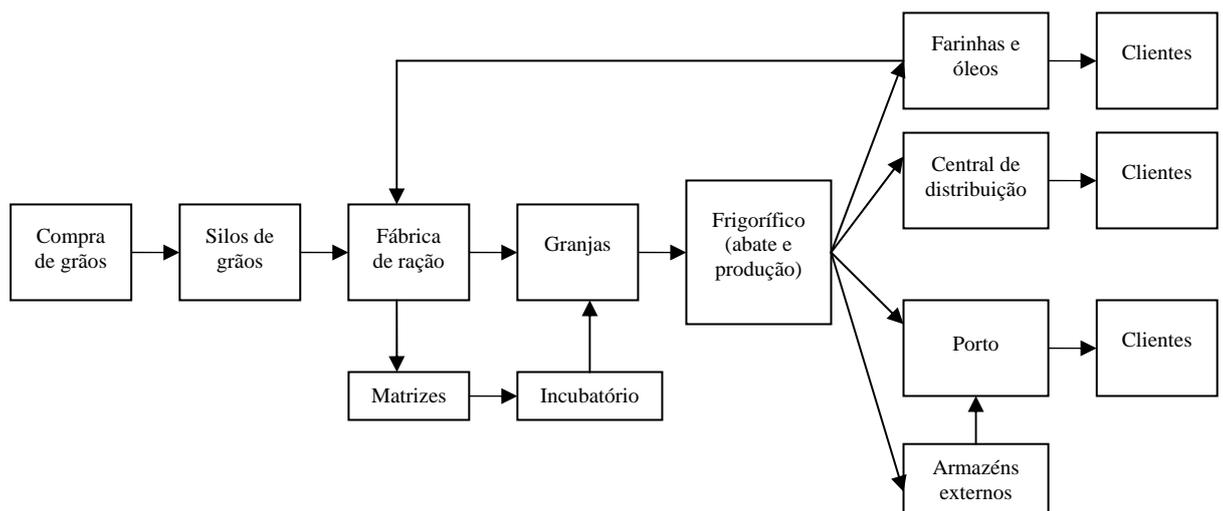 Farinhas e
óleos
Clientes
Central de
distribuição
Clientes
Compra
de grãos
Silos de
grãos
Fábrica
de ração
Granjas
Frigorífico
(abate e
produção)
Porto
Clientes
Matrizes
Incubatório
Armazéns
externos